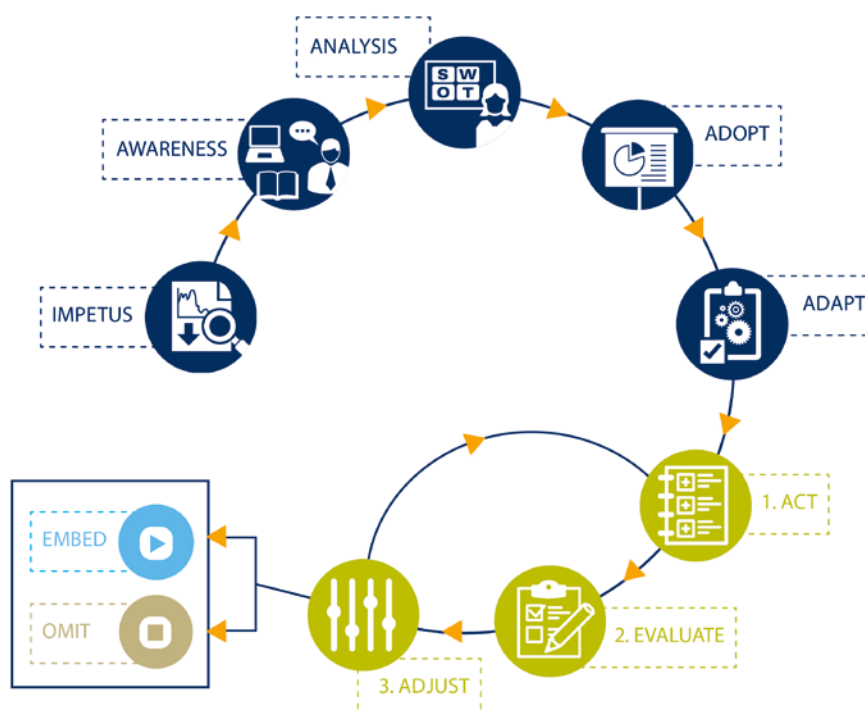 ANALYSIS
S W
O T
AWARENESS
ADOPT
IMPETUS
ADAPT
1. ACT
EMBED
OMIT
2. EVALUATE
3. ADJUST